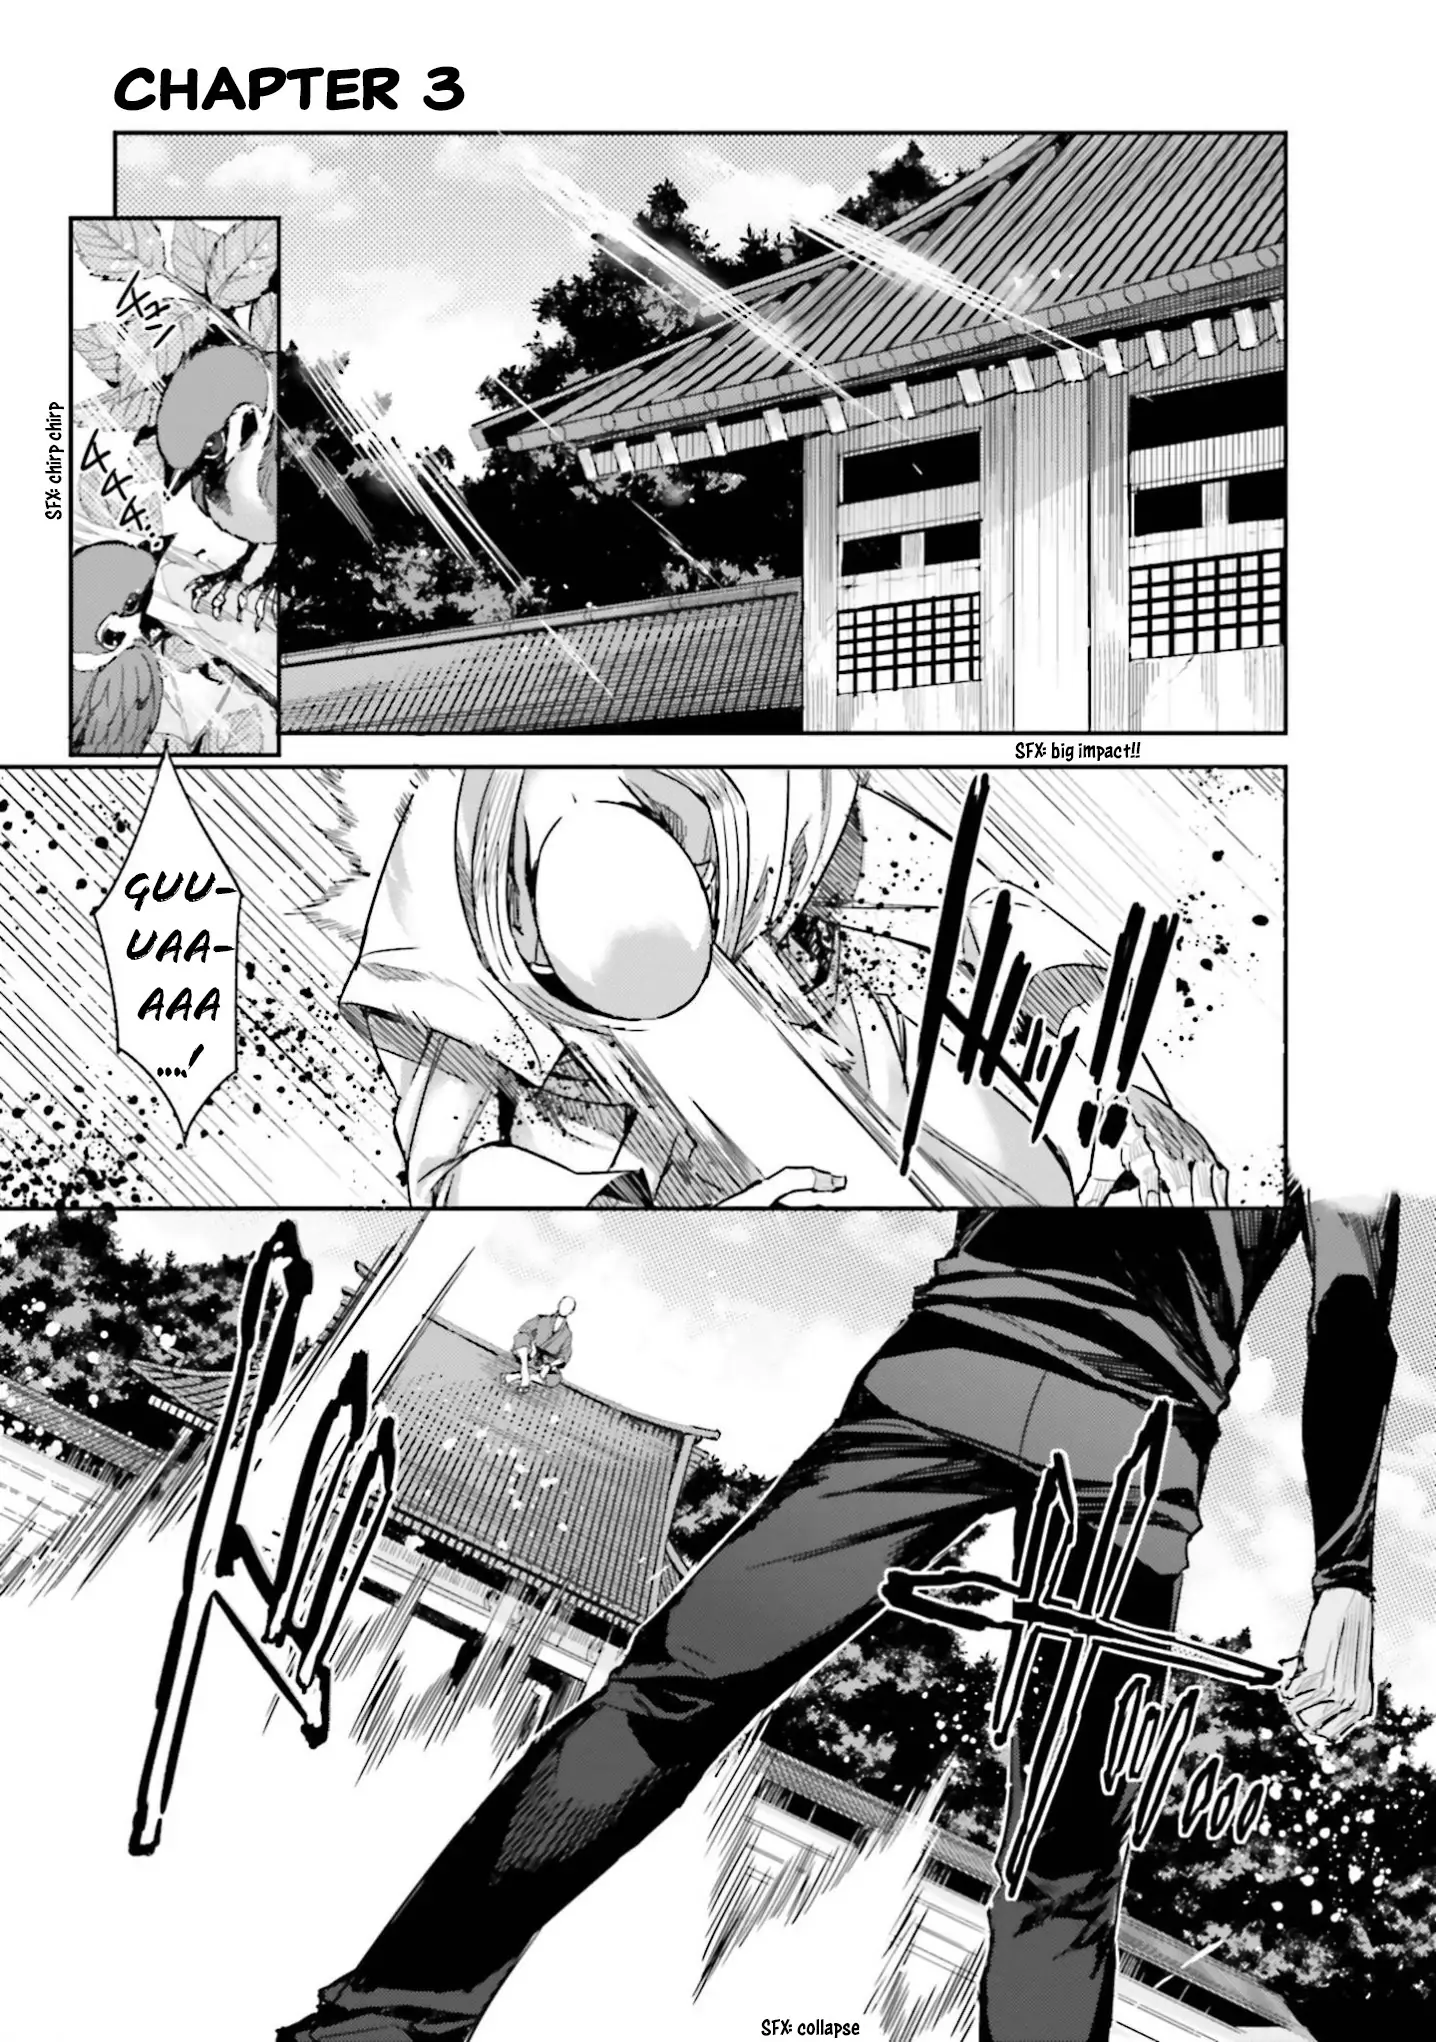 CHAPTER 3
チュン
チチチ…
SFX: chirp chirp
SFX: big impact!!
GUU-
UAA-
AAA
....!
SFX: collapse